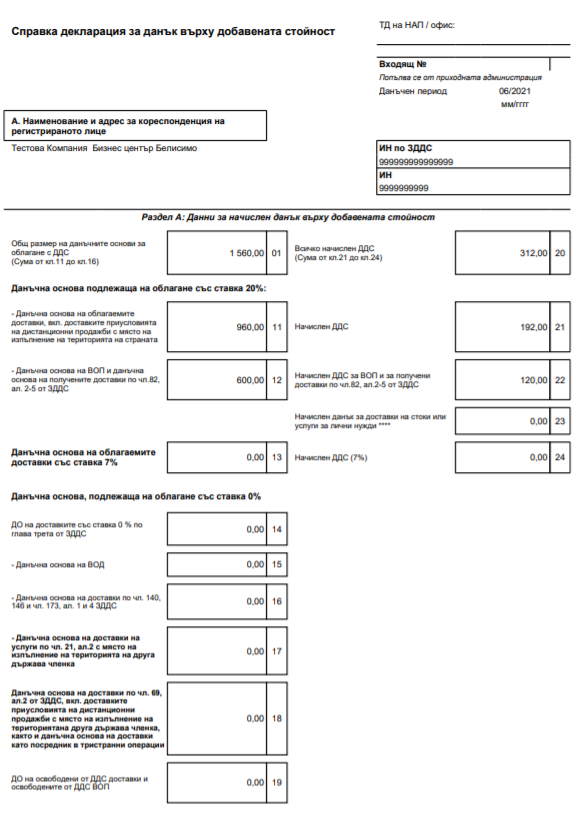 Справка декларация за данък върху добавената стойност
ТД на НАП / офис:
Входящ №
Попълва се от приходната администрация
Данъчен период 06/2021
мм/гггг
А. Наименование и адрес за кореспонденция на
регистрираното лице
Тестова Компания Бизнес център Белисимо
ИН по ЗДДС
999999999999999
ИН
9999999999
Раздел А: Данни за начислен данък върху добавената стойност
Общ размер на данъчните основи за
облагане с ДДС
(Сума от кл.11 до кл.16)
1 560,00 01
Всичко начислен ДДС
(Сума от кл.21 до кл.24)
312,00 20
Данъчна основа подлежаща на облагане със ставка 20%:
- Данъчна основа на облагаемите
доставки, вкл. доставките приусловията
на дистанционни продажби с място на
изпълнение на територията на страната
960,00 11
Начислен ДДС
192,00 21
- Данъчна основа на ВОП и данъчна
основа на получените доставки по чл.82,
ал. 2-5 от ЗДДС
600,00 12
Начислен ДДС за ВОП и за получени
доставки по чл.82, ал.2-5 от ЗДДС
120,00 22
Начислен данък за доставки на стоки или
услуги за лични нужди ****
0,00 23
Данъчна основа на облагаемите
доставки със ставка 7%
0,00 13
Начислен ДДС (7%)
0,00 24
Данъчна основа, подлежаща на облагане със ставка 0%
ДО на доставките със ставка 0 % по
глава трета от ЗДДС
0,00 14
- Данъчна основа на ВОД
0,00 15
- Данъчна основа на доставки по чл. 140,
146 и чл. 173, ал. 1 и 4 ЗДДС
0,00 16
- Данъчна основа на доставки на
услуги по чл. 21, ал.2 с място на
изпълнение на територията на друга
държава членка
0,00 17
Данъчна основа на доставки по чл. 69,
ал.2 от ЗДДС, вкл. доставките
приусловията на дистанционни
продажби с място на изпълнение на
територитяна друга държава членка,
както и данъчна основа на доставки
като посредник в тристранни операции
0,00 18
ДО на освободени от ДДС доставки и
освободените от ДДС ВОП
0,00 19